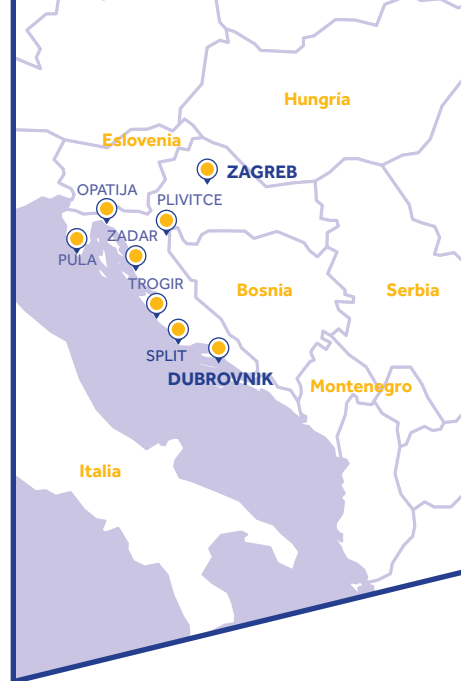 Hungría
Eslovenia
ZAGREB
OPATIJA
PLIVITCE
ZADAR
PULA
TROGIR
Bosnia
Serbia
SPLIT
DUBROVNIK
Montenegro
Italia